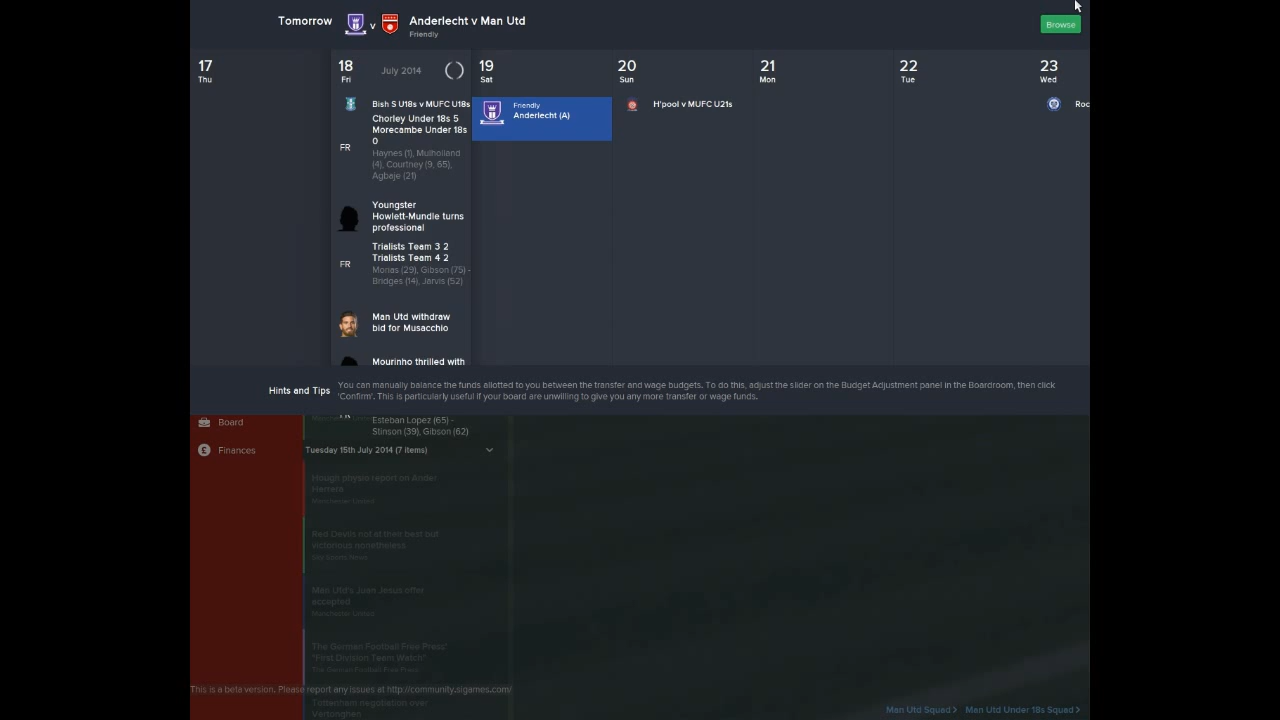 Tomorrow
v
Anderlecht v Man Utd
Friendly
Browse
17
Thu
18
Fri
July 2014
19
Sat
20
Sun
21
Mon
22
Tue
23
Wed
Bish S U18s v MUFC U18s
Chorley Under 18s 5
Morecambe Under 18s
0
FR
Haynes (1), Mulholland
(4), Courtney (9, 65),
Agbaje (21)
Youngster
Howlett-Mundle turns
professional
Trialists Team 3 2
Trialists Team 4 2
FR
Morias (29), Gibson (75) -
Bridges (14), Jarvis (52)
Man Utd withdraw
bid for Musacchio
Mourinho thrilled with
Friendly
Anderlecht (A)
H'pool v MUFC U21s
Roc
Hints and Tips
You can manually balance the funds allotted to you between the transfer and wage budgets. To do this, adjust the slider on the Budget Adjustment panel in the Boardroom, then click
'Confirm'. This is particularly useful if your board are unwilling to give you any more transfer or wage funds.
Board
Finances
Esteban Lopez (65) -
Stinson (39), Gibson (62)
Tuesday 15th July 2014 (7 items)
Hough physio report on Ander
Herrera
Manchester United
Red Devils not at their best but
victorious nonetheless
Sky Sports News
Man Utd's Juan Jesus offer
accepted
Manchester United
The German Football Free Press'
"First Division Team Watch"
The German Football Free Press
This is a beta version. Please report any issues at http://community.sigames.com/
Tottenham negotiation over
Vertonghen
Man Utd Squad >
Man Utd Under 18s Squad >